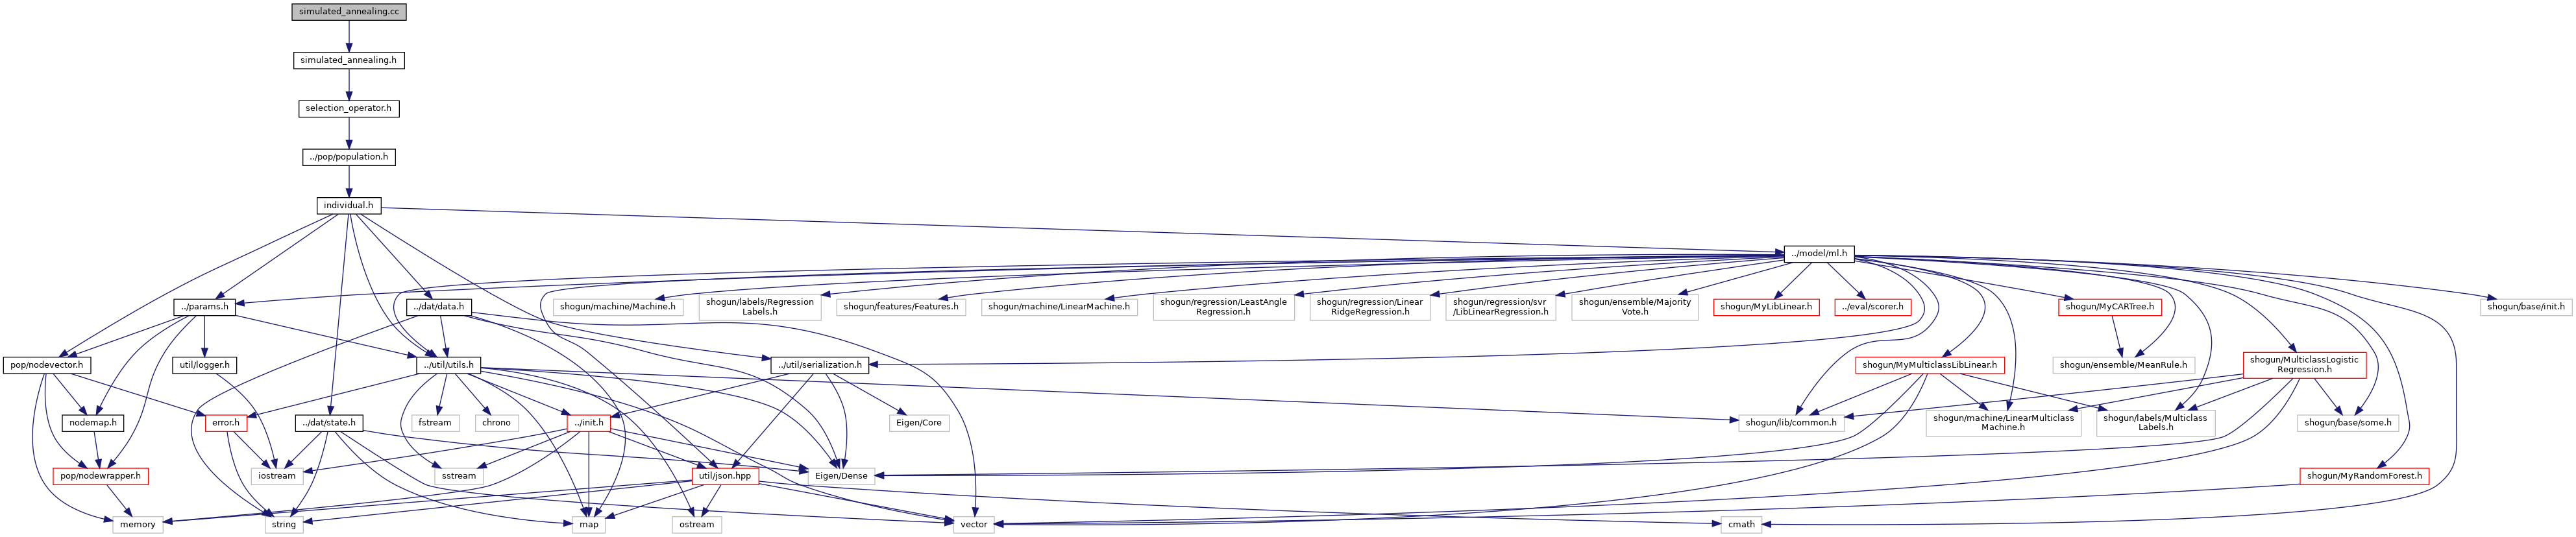 simulated_annealing.cc
simulated_annealing.h
selection_operator.h
../pop/population.h
individual.h
../model/ml.h
../params.h
../dat/data.h
shogun/machine/Machine.h
shogun/labels/Regression
Labels.h
shogun/features/Features.h
shogun/machine/LinearMachine.h
shogun/regression/LeastAngle
Regression.h
shogun/regression/Linear
RidgeRegression.h
shogun/regression/svr
/LibLinearRegression.h
shogun/ensemble/Majority
Vote.h
shogun/MyLibLinear.h
../eval/scorer.h
shogun/MyCARTree.h
shogun/base/init.h
pop/nodevector.h
util/logger.h
../util/utils.h
../util/serialization.h
shogun/MyMulticlassLibLinear.h
shogun/ensemble/MeanRule.h
shogun/MulticlassLogistic
Regression.h
nodemap.h
error.h
../dat/state.h
fstream
chrono
../init.h
Eigen/Core
shogun/lib/common.h
shogun/machine/LinearMulticlass
Machine.h
shogun/labels/Multiclass
Labels.h
shogun/base/some.h
pop/nodewrapper.h
iostream
sstream
util/json.hpp
Eigen/Dense
shogun/MyRandomForest.h
memory
string
map
ostream
vector
cmath